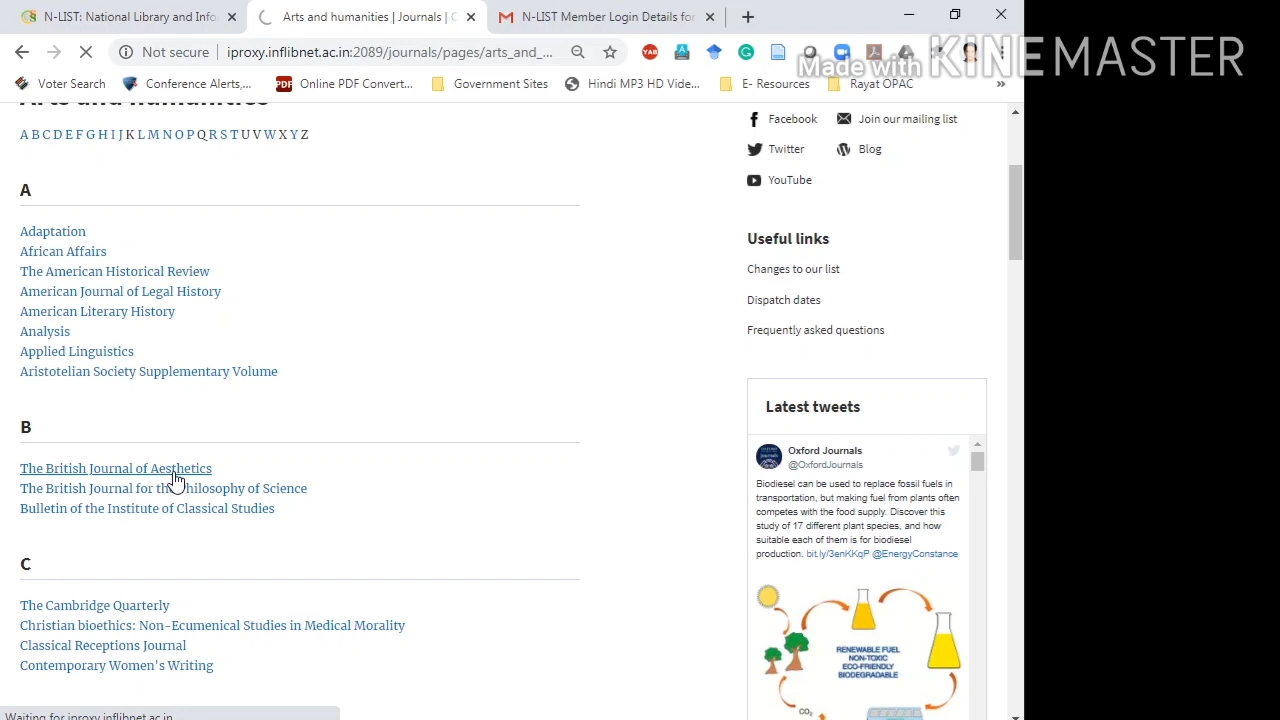 N-LIST: National Library and Info
Arts and humanities | Journals | O
N-LIST Member Login Details for
Not secure
iproxy.inflibnet.ac.in:2089/journals/pages/arts_and_...
Made with KINEMASTER
Voter Search
Conference Alerts,...
Online PDF Convert...
Government Sites
Hindi MP3 HD Vide...
E- Resources
Rayat OPAC
»
Arts and humanities
A B C D E F G H I J K L M N O P Q R S T U V W X Y Z
A
Adaptation
African Affairs
The American Historical Review
American Journal of Legal History
American Literary History
Analysis
Applied Linguistics
Aristotelian Society Supplementary Volume
B
The British Journal of Aesthetics
The British Journal for the Philosophy of Science
Bulletin of the Institute of Classical Studies
C
The Cambridge Quarterly
Christian bioethics: Non-Ecumenical Studies in Medical Morality
Classical Receptions Journal
Contemporary Women's Writing
Facebook
Join our mailing list
Twitter
Blog
YouTube
Useful links
Changes to our list
Dispatch dates
Frequently asked questions
Latest tweets
Oxford Journals
@OxfordJournals
Biodiesel can be used to replace fossil fuels in
transportation, but making fuel from plants often
competes with the food supply. Discover this
study of 17 different plant species, and how
suitable each of them is for biodiesel
production. bit.ly/3enKKqP @EnergyConstance
RENEWABLE FUEL
NON-TOXIC
ECO-FRIENDLY
BIODEGRADABLE
CO₂
Waiting for iproxy.inflibnet.ac.in...